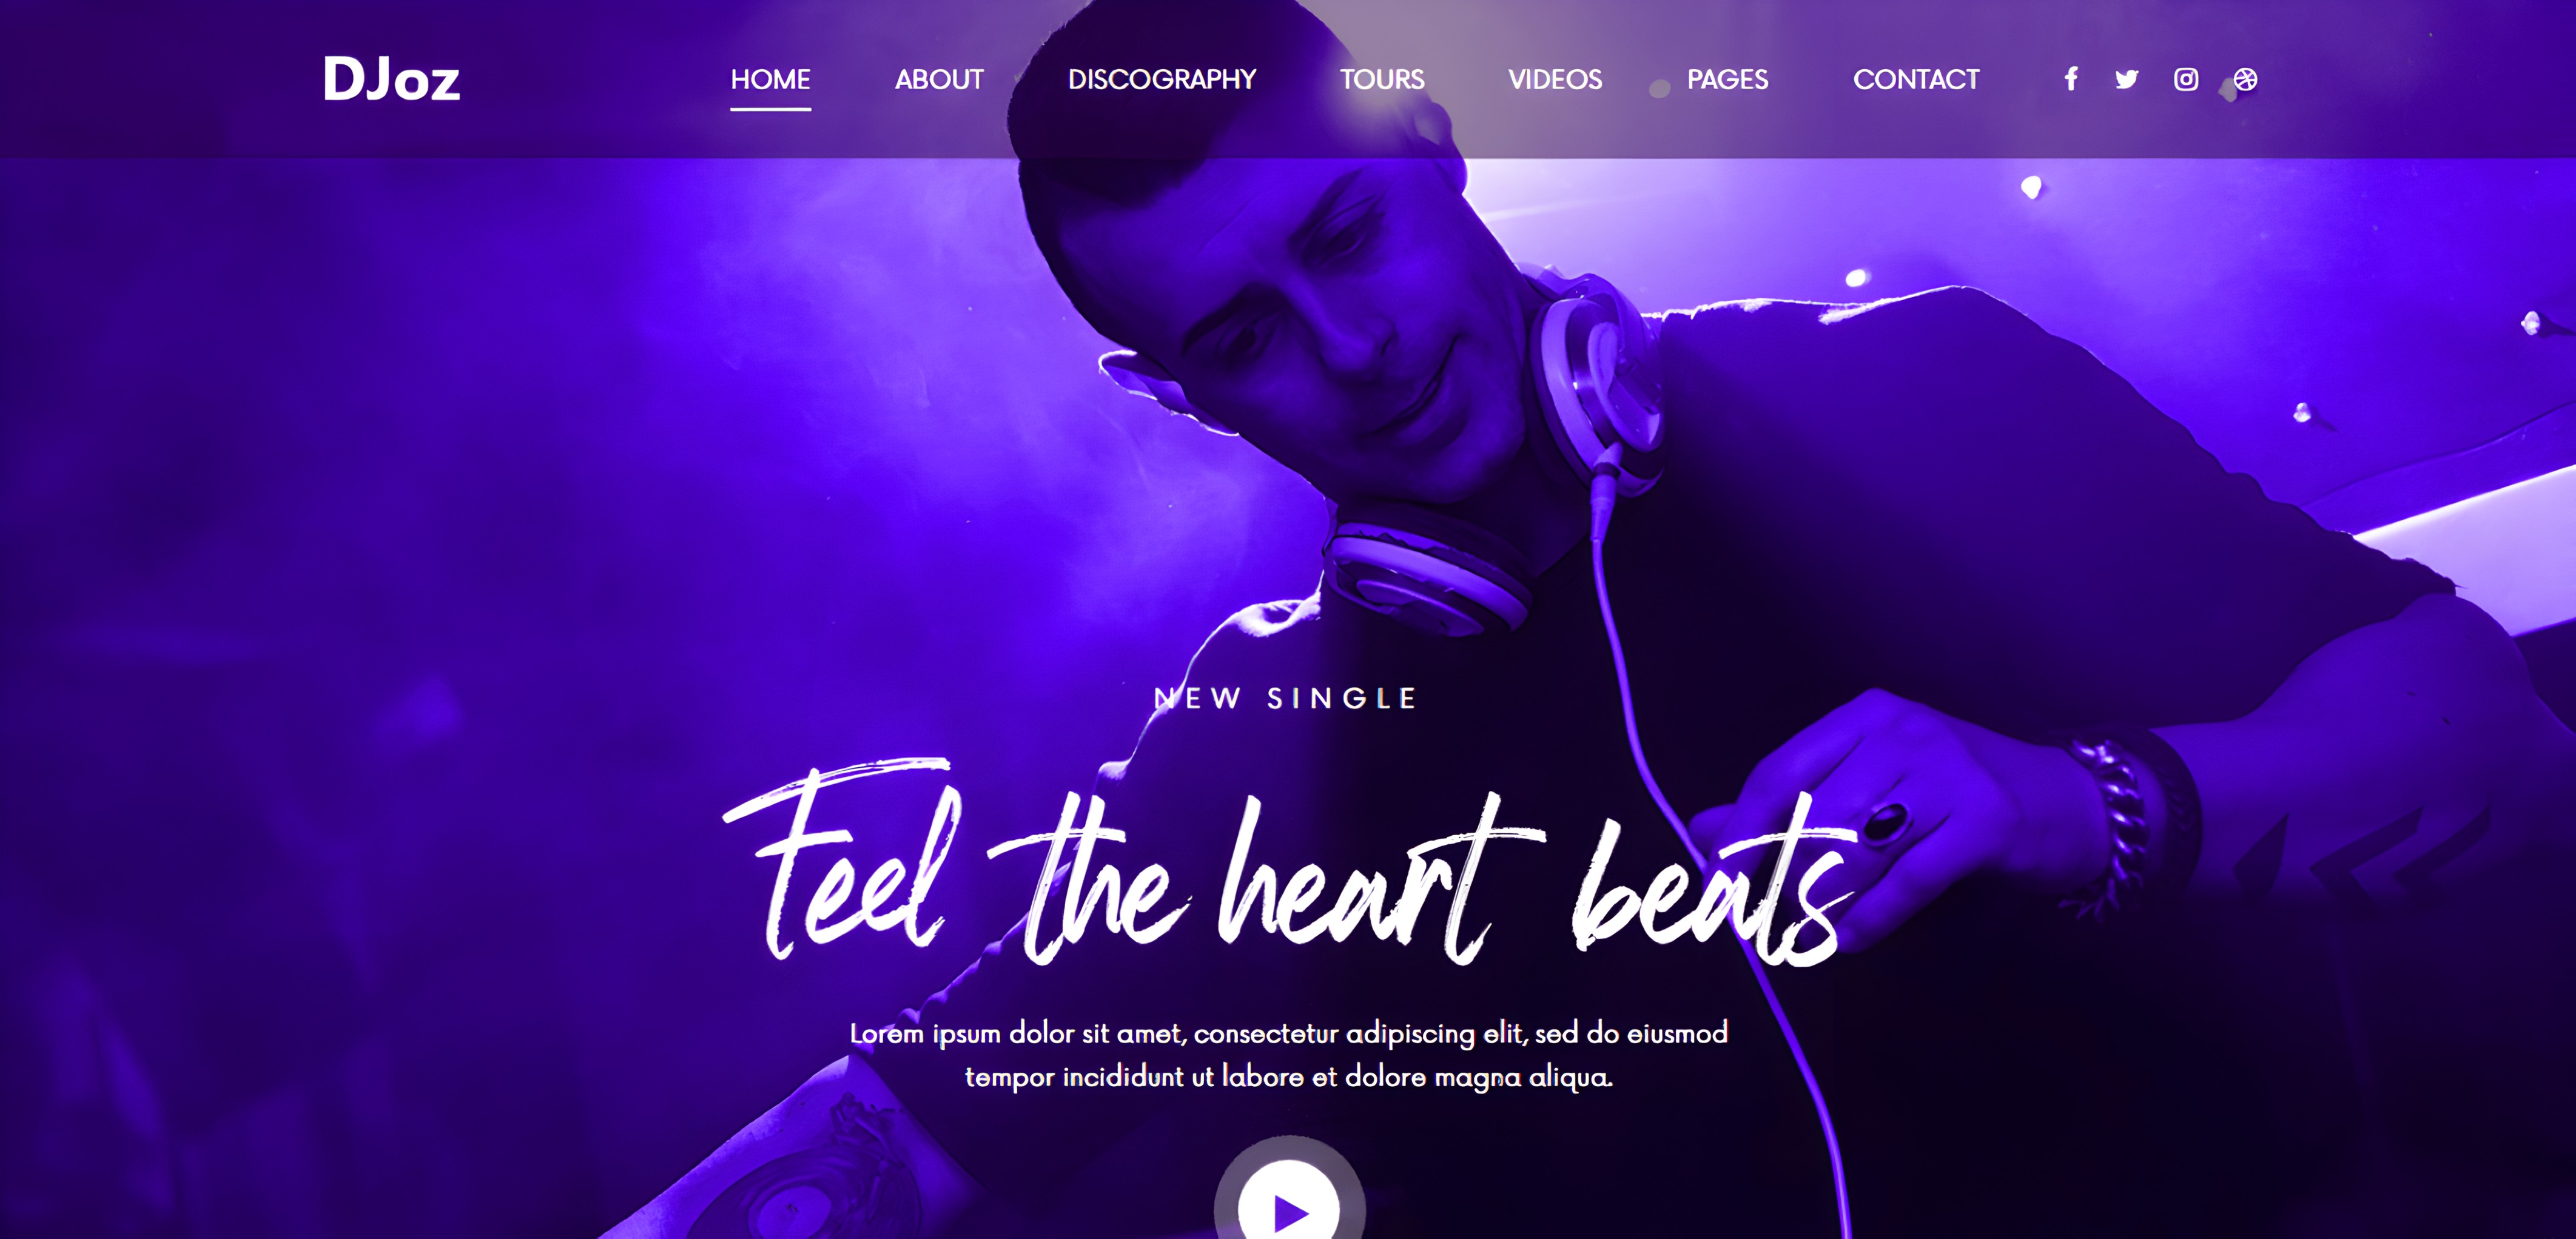 DJoz
HOME ABOUT DISCOGRAPHY TOURS VIDEOS PAGES CONTACT
NEW SINGLE
Feel the heart beats
Lorem ipsum dolor sit amet, consectetur adipiscing elit, sed do eiusmod
tempor incididunt ut labore et dolore magna aliqua.